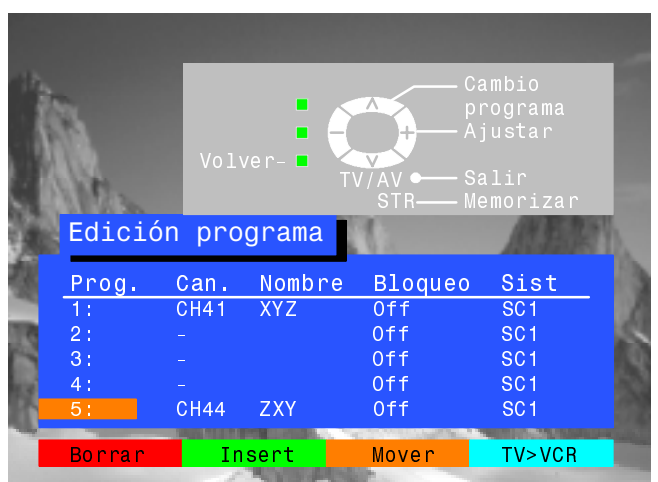 Cambio
programa
Ajustar
Volver-
TV/AV Salir
STR Memorizar
Edición programa
Prog. Can. Nombre Bloqueo Sist
1: CH41 XYZ Off SC1
2: - Off SC1
3: - Off SC1
4: - Off SC1
5: CH44 ZXY Off SC1
Borrar Insert Mover TV>VCR